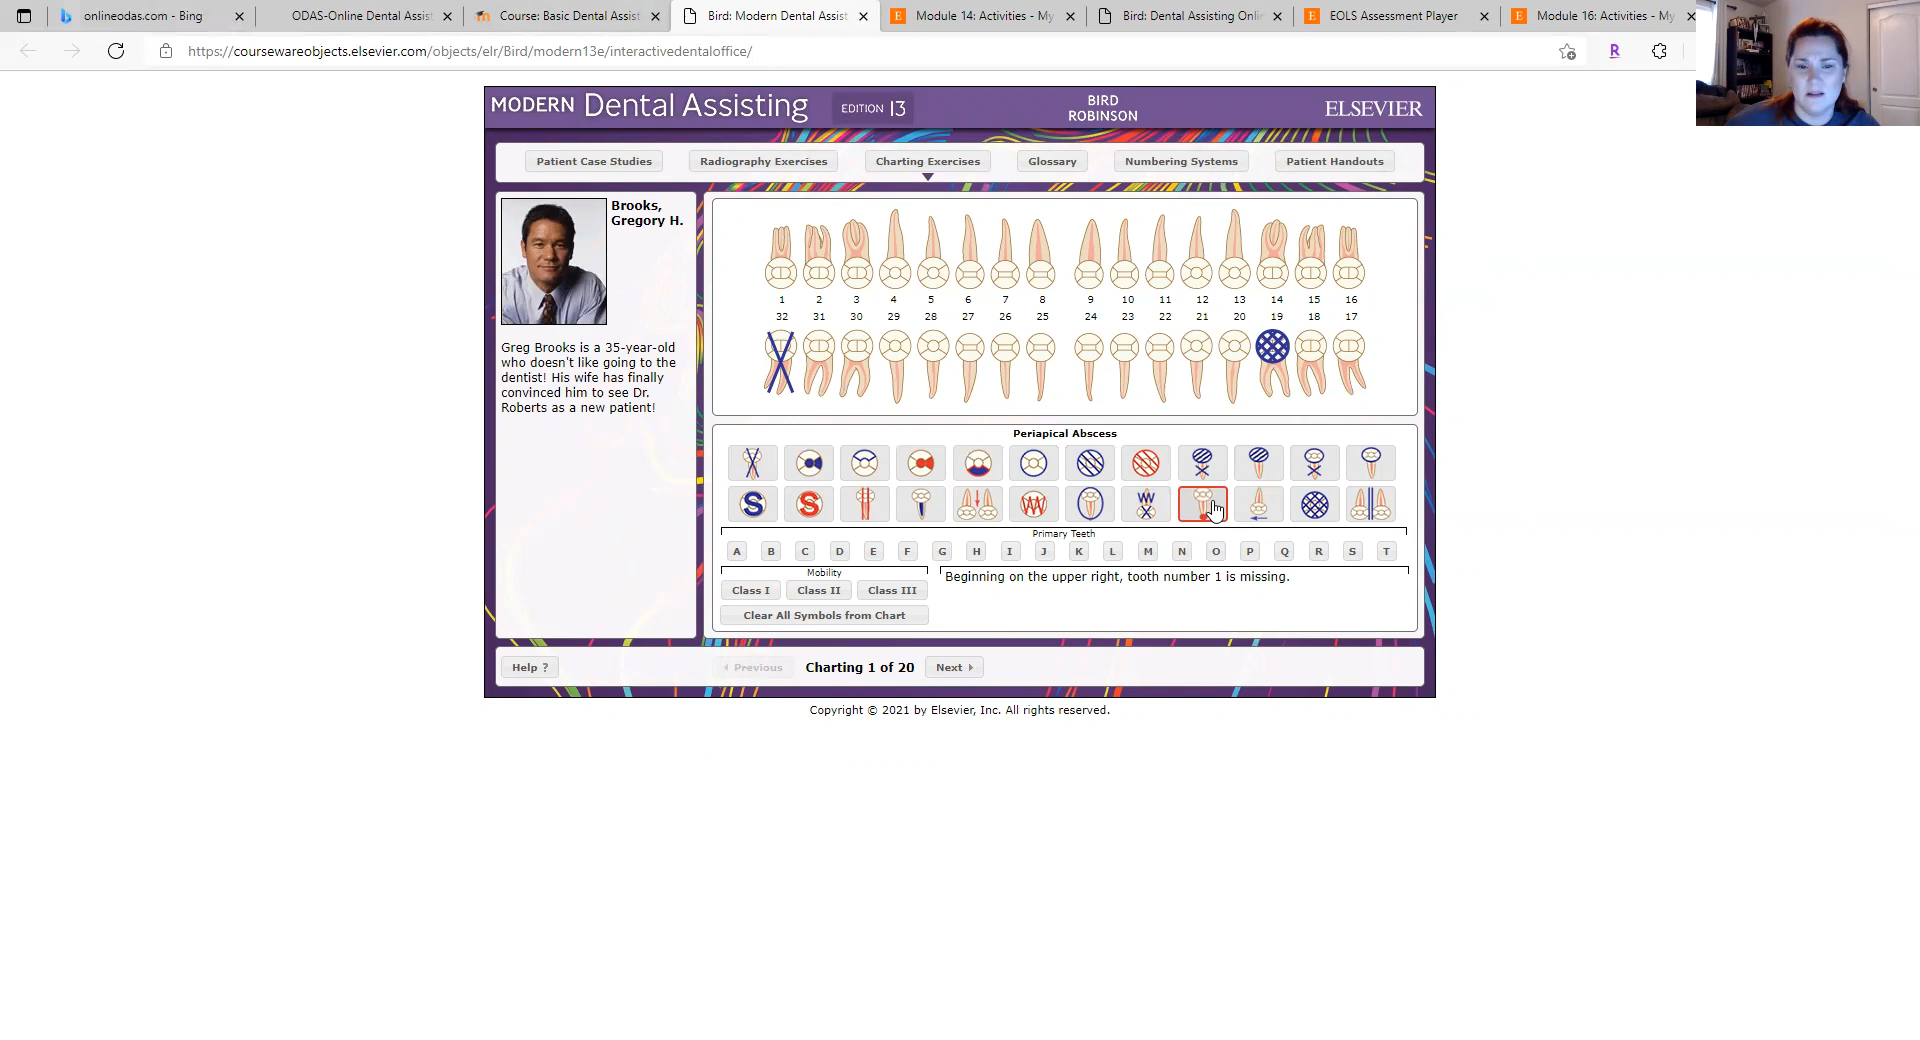 onlineodas.com - Bing
ODAS-Online Dental Assist
Course: Basic Dental Assist
Bird: Modern Dental Assist
Module 14: Activities - My
Bird: Dental Assisting Onli
EOLS Assessment Player
Module 16: Activities - My
https://coursewareobjects.elsevier.com/objects/elr/Bird/modern13e/interactivedentaloffice/
MODERN Dental Assisting EDITION 13
BIRD
ROBINSON
ELSEVIER
Patient Case Studies
Radiography Exercises
Charting Exercises
Glossary
Numbering Systems
Patient Handouts
Brooks,
Gregory H.
Greg Brooks is a 35-year-old
who doesn't like going to the
dentist! His wife has finally
convinced him to see Dr.
Roberts as a new patient!
1 2 3 4 5 6 7 8 9 10 11 12 13 14 15 16
32 31 30 29 28 27 26 25 24 23 22 21 20 19 18 17
Periapical Abscess
S S
Primary Teeth
A B C D E F G H I J K L M N O P Q R S T
Mobility
Class I Class II Class III
Clear All Symbols from Chart
Beginning on the upper right, tooth number 1 is missing.
Help ?
Previous
Charting 1 of 20
Next
Copyright © 2021 by Elsevier, Inc. All rights reserved.